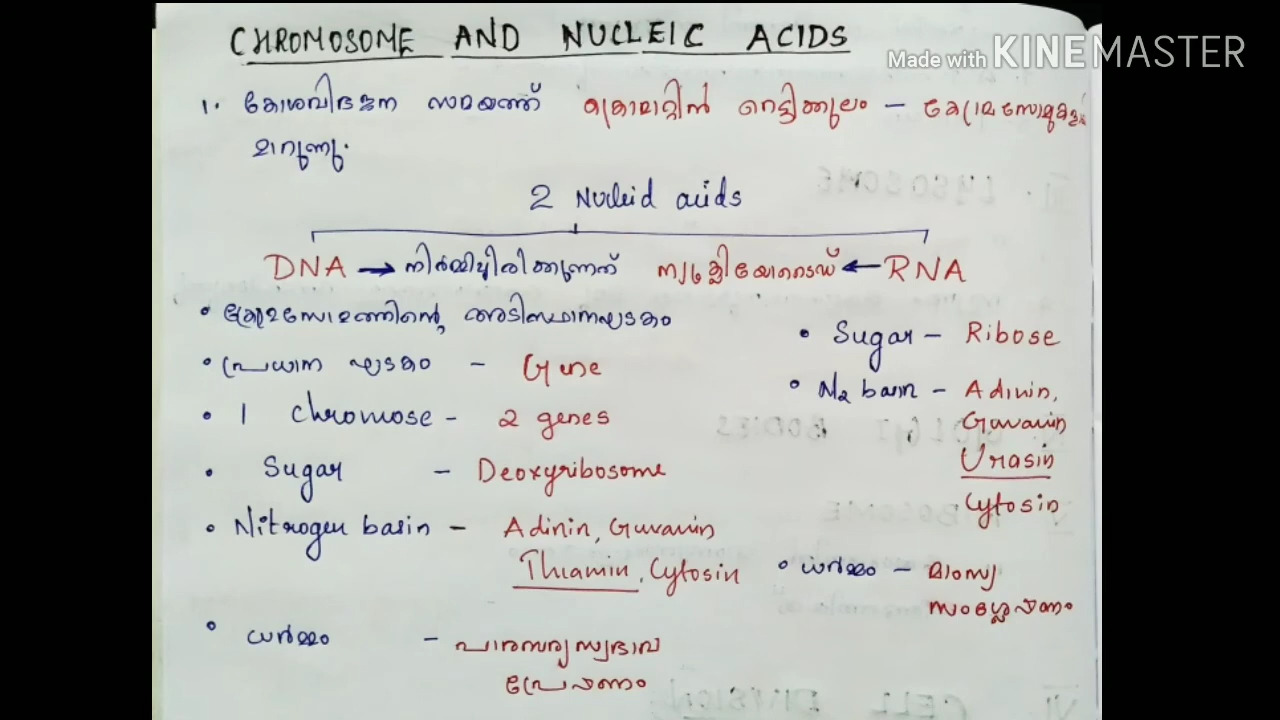 CHROMOSOME AND NUCLEIC ACIDS
Made with KINEMASTER
1. കോശവിഭജന സമയത്ത് ക്രൊമാറ്റിൻ റെട്ടിക്കുലം – ക്രോമസോമുകളായി
മാറുന്നു.
2 Nucleid acids
DNA → നിർമ്മിച്ചിരിക്കുന്നത് ന്യൂക്ലിയോടൈഡ് ← RNA
• ക്രോമസോമത്തിന്റെ അടിസ്ഥാനഘടകം
• പ്രധാന ഘടകം – Gene
• 1 chromose – 2 genes
• Sugar – Deoxyribosome
• Nitrogen basin – Adinin, Guvanin
Thiamin, Cytosin
• ധർമ്മം – പാരമ്പര്യസ്വഭാവ
പ്രേഷണം
• Sugar – Ribose
• N2 basin – Adinin,
Guvanin
Urasin
Cytosin
• ധർമ്മം – മാംസ്യ
സംശ്ലേഷണം